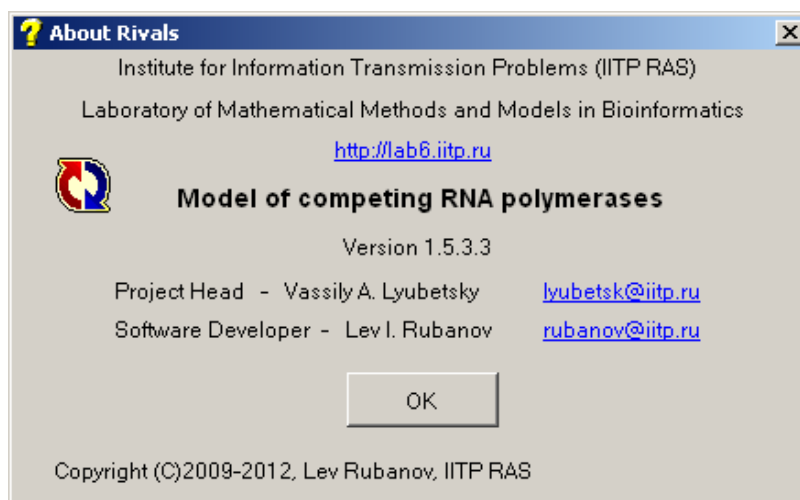 About Rivals
Institute for Information Transmission Problems (IITP RAS)
Laboratory of Mathematical Methods and Models in Bioinformatics
http://lab6.iitp.ru
Model of competing RNA polymerases
Version 1.5.3.3
Project Head - Vassily A. Lyubetsky lyubetsk@iitp.ru
Software Developer - Lev I. Rubanov rubanov@iitp.ru
OK
Copyright (C)2009-2012, Lev Rubanov, IITP RAS